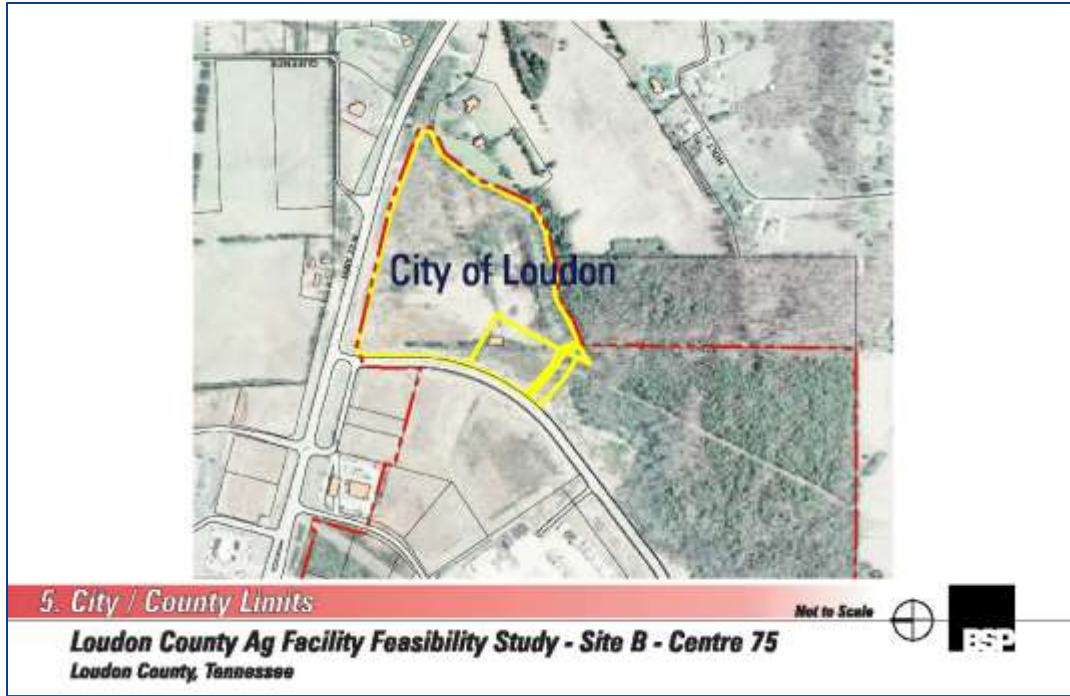 City of Loudon
5. City / County Limits
Not to Scale
BSP
Loudon County Ag Facility Feasibility Study - Site B - Centre 75
Loudon County, Tennessee